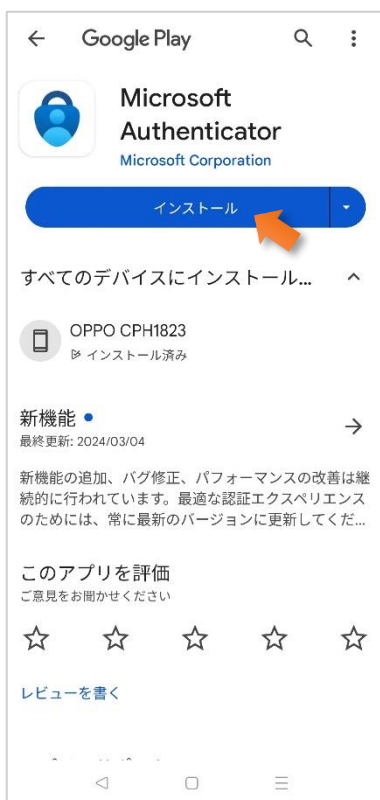 Google Play
Microsoft
Authenticator
Microsoft Corporation
インストール
すべてのデバイスにインストール...
OPPO CPH1823
インストール済み
新機能
最終更新: 2024/03/04
新機能の追加、バグ修正、パフォーマンスの改善は継
続的に行われています。最適な認証エクスペリエンス
のためには、常に最新のバージョンに更新してくだ...
このアプリを評価
ご意見をお聞かせください
レビューを書く